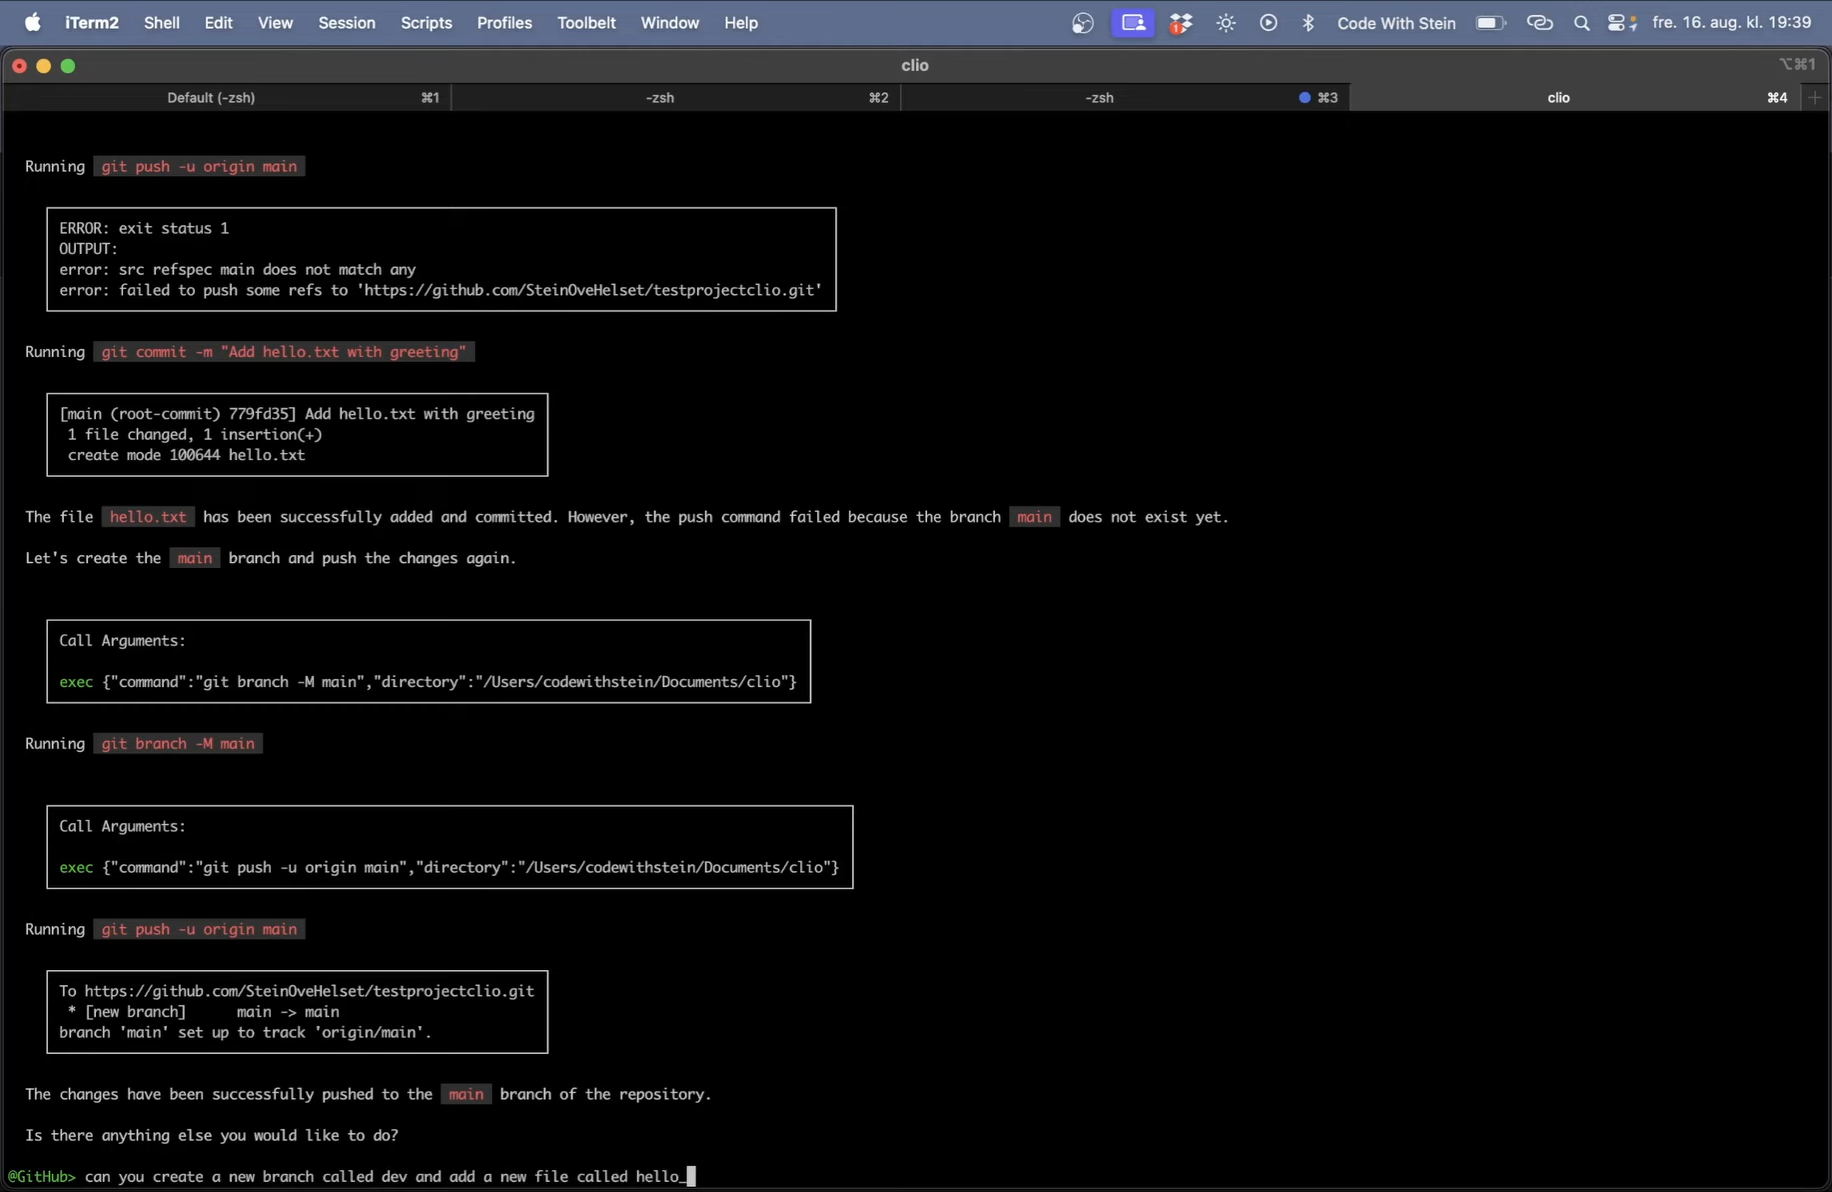 iTerm2 Shell Edit View Session Scripts Profiles Toolbelt Window Help Code With Stein fre. 16. aug. kl. 19:39
clio ⌥⌘1
Default (-zsh) ⌘1 -zsh ⌘2 -zsh ⌘3 clio ⌘4
Running git push -u origin main
ERROR: exit status 1
OUTPUT:
error: src refspec main does not match any
error: failed to push some refs to 'https://github.com/SteinOveHelset/testprojectclio.git'
Running git commit -m "Add hello.txt with greeting"
[main (root-commit) 779fd35] Add hello.txt with greeting
1 file changed, 1 insertion(+)
create mode 100644 hello.txt
The file hello.txt has been successfully added and committed. However, the push command failed because the branch main does not exist yet.
Let's create the main branch and push the changes again.
Call Arguments:
exec {"command":"git branch -M main","directory":"/Users/codewithstein/Documents/clio"}
Running git branch -M main
Call Arguments:
exec {"command":"git push -u origin main","directory":"/Users/codewithstein/Documents/clio"}
Running git push -u origin main
To https://github.com/SteinOveHelset/testprojectclio.git
* [new branch] main -> main
branch 'main' set up to track 'origin/main'.
The changes have been successfully pushed to the main branch of the repository.
Is there anything else you would like to do?
@GitHub> can you create a new branch called dev and add a new file called hello_